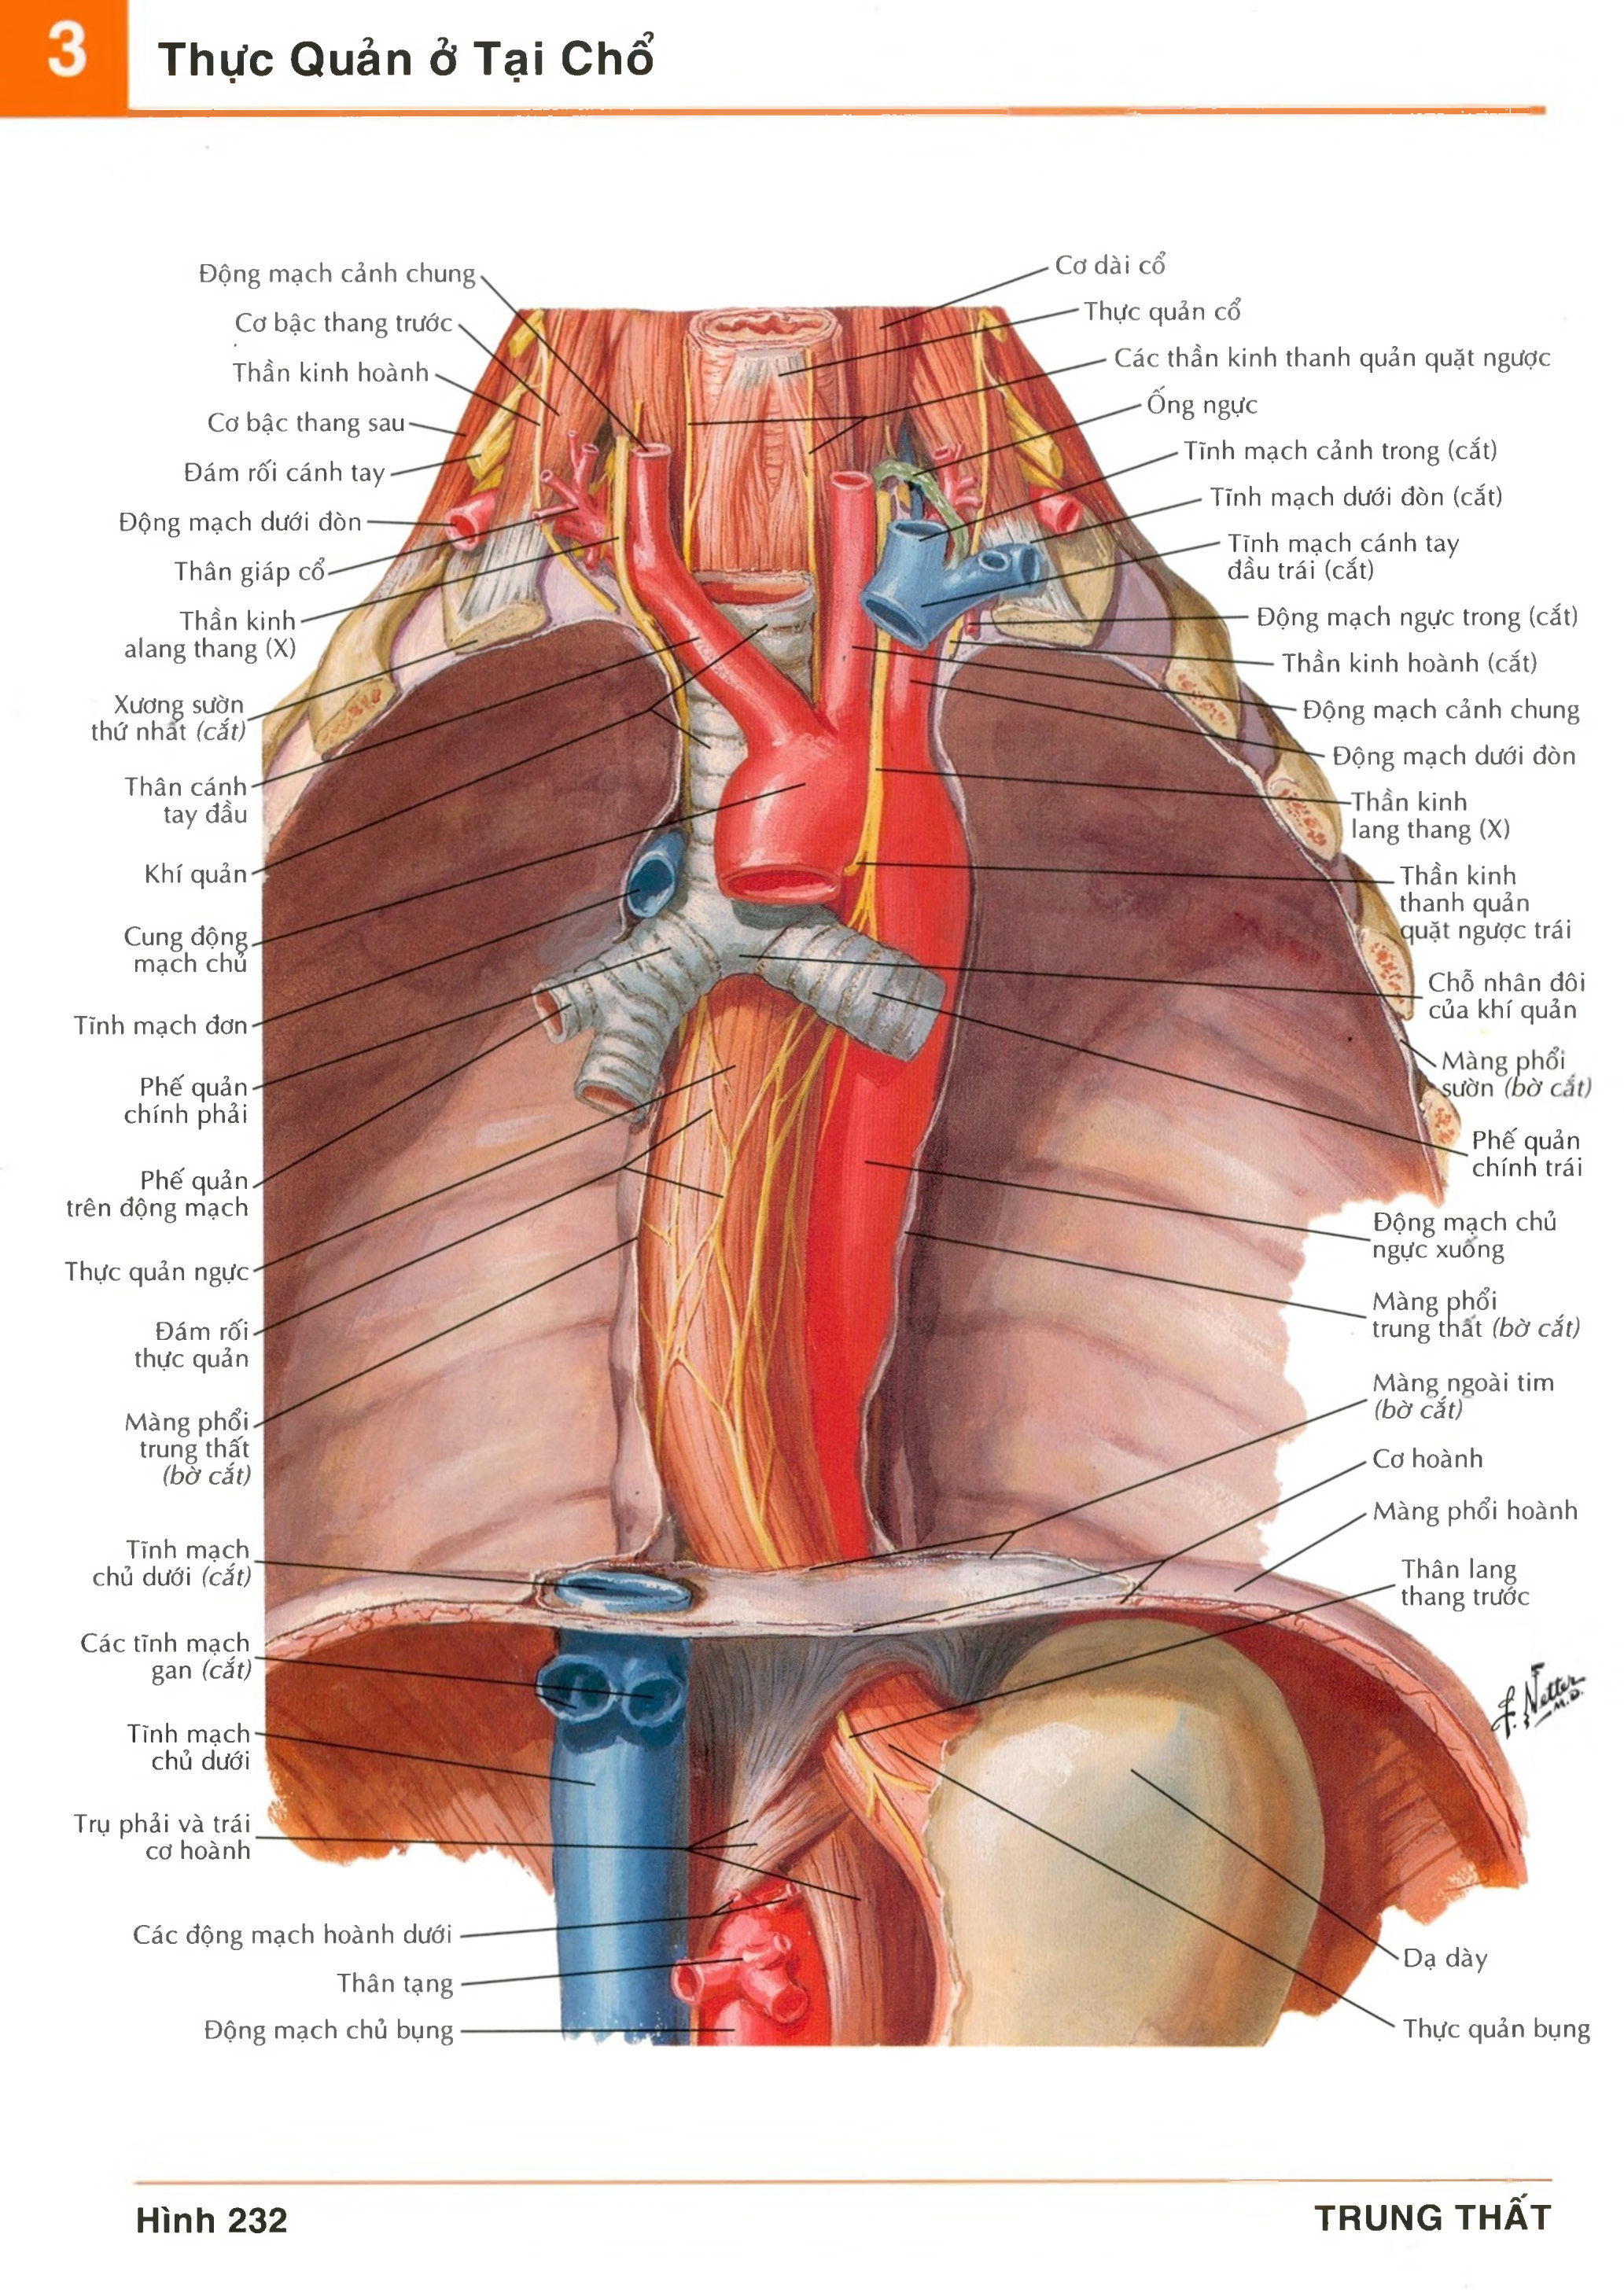 3
Thực Quản ở Tại Chổ
Động mạch cảnh chung
Cơ bậc thang trước
Thần kinh hoành
Cơ bậc thang sau
Đám rối cánh tay
Động mạch dưới đòn
Thân giáp cổ
Thần kinh
alang thang (X)
Xương sườn
thứ nhất (cắt)
Thân cánh
tay đầu
Khí quản
Cung động
mạch chủ
Tĩnh mạch đơn
Phế quản
chính phải
Phế quản
trên động mạch
Thực quản ngực
Đám rối
thực quản
Màng phổi
trung thất
(bờ cắt)
Tĩnh mạch
chủ dưới (cắt)
Các tĩnh mạch
gan (cắt)
Tĩnh mạch
chủ dưới
Trụ phải và trái
cơ hoành
Các động mạch hoành dưới
Thân tạng
Động mạch chủ bụng
Cơ dài cổ
Thực quản cổ
Các thần kinh thanh quản quặt ngược
Ống ngực
Tĩnh mạch cảnh trong (cắt)
Tĩnh mạch dưới đòn (cắt)
Tĩnh mạch cánh tay
đầu trái (cắt)
Động mạch ngực trong (cắt)
Thần kinh hoành (cắt)
Động mạch cảnh chung
Động mạch dưới đòn
Thần kinh
lang thang (X)
Thần kinh
thanh quản
quặt ngược trái
Chỗ nhân đôi
của khí quản
Màng phổi
sườn (bờ cắt)
Phế quản
chính trái
Động mạch chủ
ngực xuống
Màng phổi
trung thất (bờ cắt)
Màng ngoài tim
(bờ cắt)
Cơ hoành
Màng phổi hoành
Thân lang
thang trước
F. Netter
M.D.
Dạ dày
Thực quản bụng
Hình 232
TRUNG THẤT